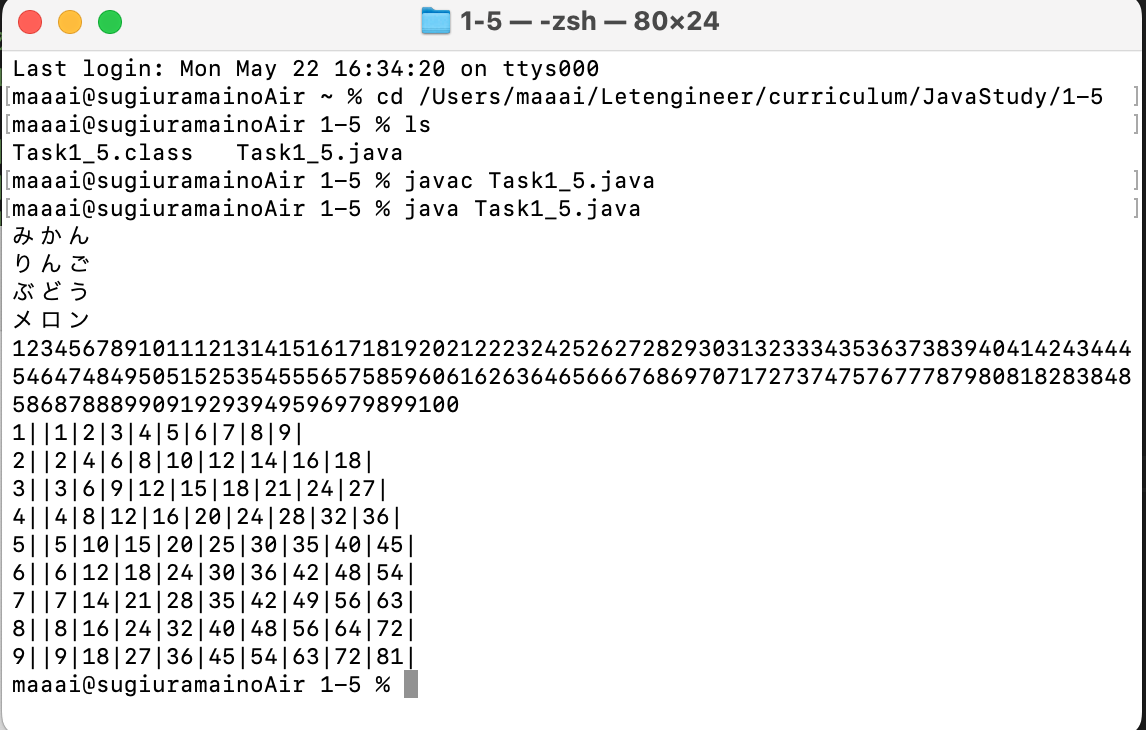 1-5 — -zsh — 80×24
Last login: Mon May 22 16:34:20 on ttys000
[maaai@sugiuramainoAir ~ % cd /Users/maaai/Letengineer/curriculum/JavaStudy/1-5 ]
[maaai@sugiuramainoAir 1-5 % ls ]
Task1_5.class Task1_5.java
[maaai@sugiuramainoAir 1-5 % javac Task1_5.java ]
[maaai@sugiuramainoAir 1-5 % java Task1_5.java ]
みかん
りんご
ぶどう
メロン
12345678910111213141516171819202122232425262728293031323334353637383940414243444
54647484950515253545556575859606162636465666768697071727374757677787980818283848
58687888990919293949596979899100
1||1|2|3|4|5|6|7|8|9|
2||2|4|6|8|10|12|14|16|18|
3||3|6|9|12|15|18|21|24|27|
4||4|8|12|16|20|24|28|32|36|
5||5|10|15|20|25|30|35|40|45|
6||6|12|18|24|30|36|42|48|54|
7||7|14|21|28|35|42|49|56|63|
8||8|16|24|32|40|48|56|64|72|
9||9|18|27|36|45|54|63|72|81|
maaai@sugiuramainoAir 1-5 %